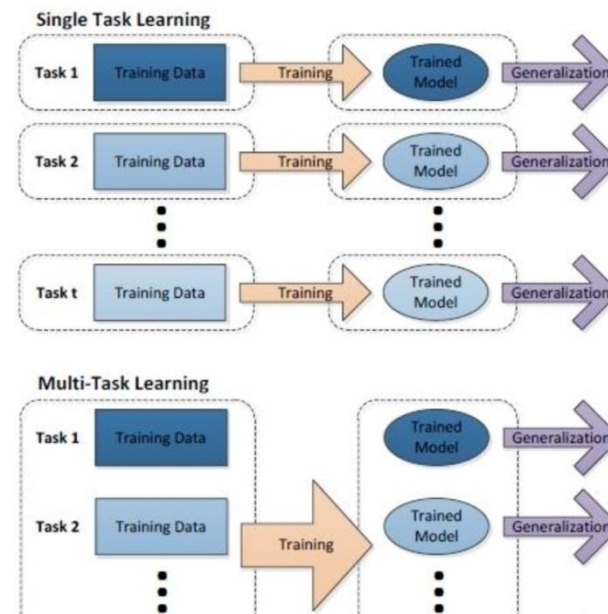 Single Task Learning
Task 1 Training Data Training Trained Model Generalization
Task 2 Training Data Training Trained Model Generalization
Task t Training Data Training Trained Model Generalization
Multi-Task Learning
Task 1 Training Data Trained Model Generalization
Task 2 Training Data Training Trained Model Generalization